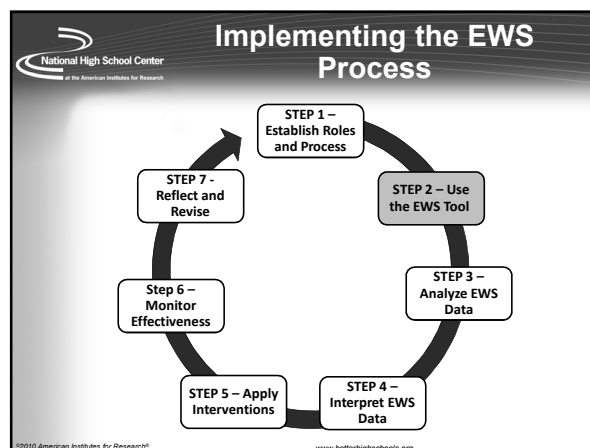 Implementing the EWS
Process
National High School Center
at the American Institutes for Research
STEP 1 –
Establish Roles
and Process
STEP 2 – Use
the EWS Tool
STEP 3 –
Analyze EWS
Data
STEP 4 –
Interpret EWS
Data
STEP 5 – Apply
Interventions
Step 6 –
Monitor
Effectiveness
STEP 7 -
Reflect and
Revise
©2010 American Institutes for Research®
www.betterhighschools.org